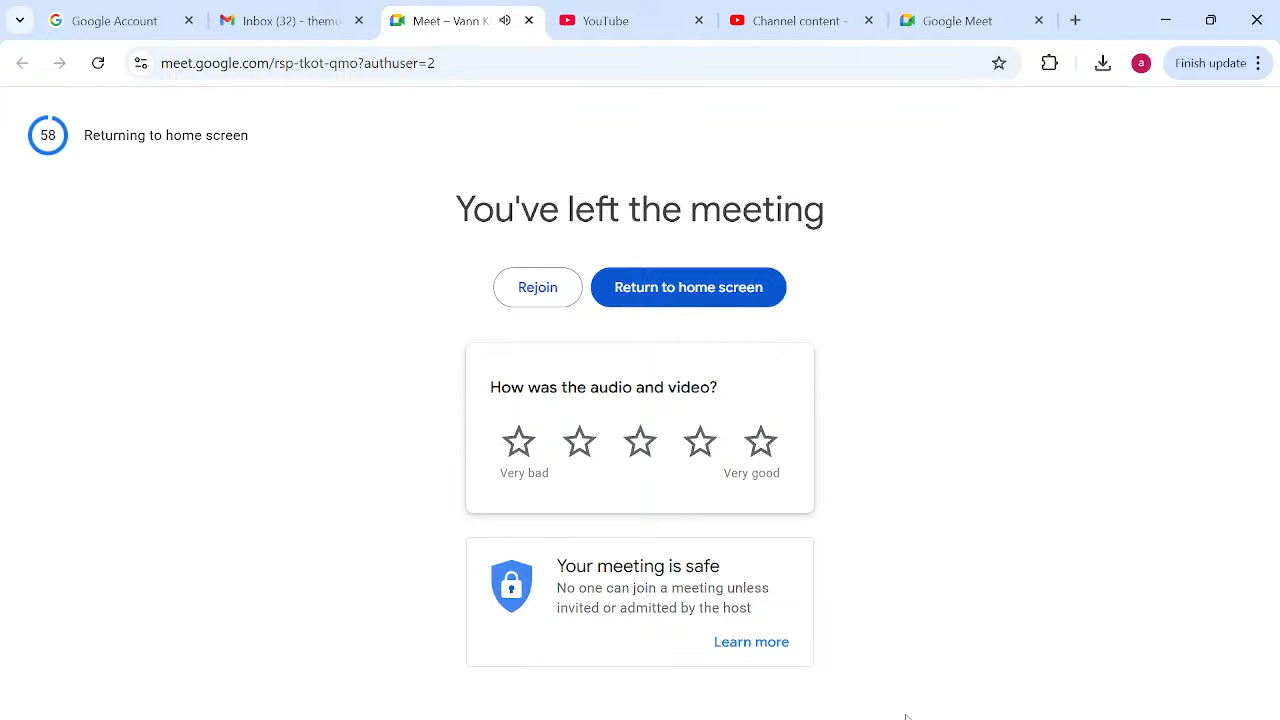 Google Account
Inbox (32) - themu
Meet – Vann K
YouTube
Channel content -
Google Meet
meet.google.com/rsp-tkot-qmo?authuser=2
a
Finish update
58
Returning to home screen
You've left the meeting
Rejoin
Return to home screen
How was the audio and video?
Very bad
Very good
Your meeting is safe
No one can join a meeting unless
invited or admitted by the host
Learn more